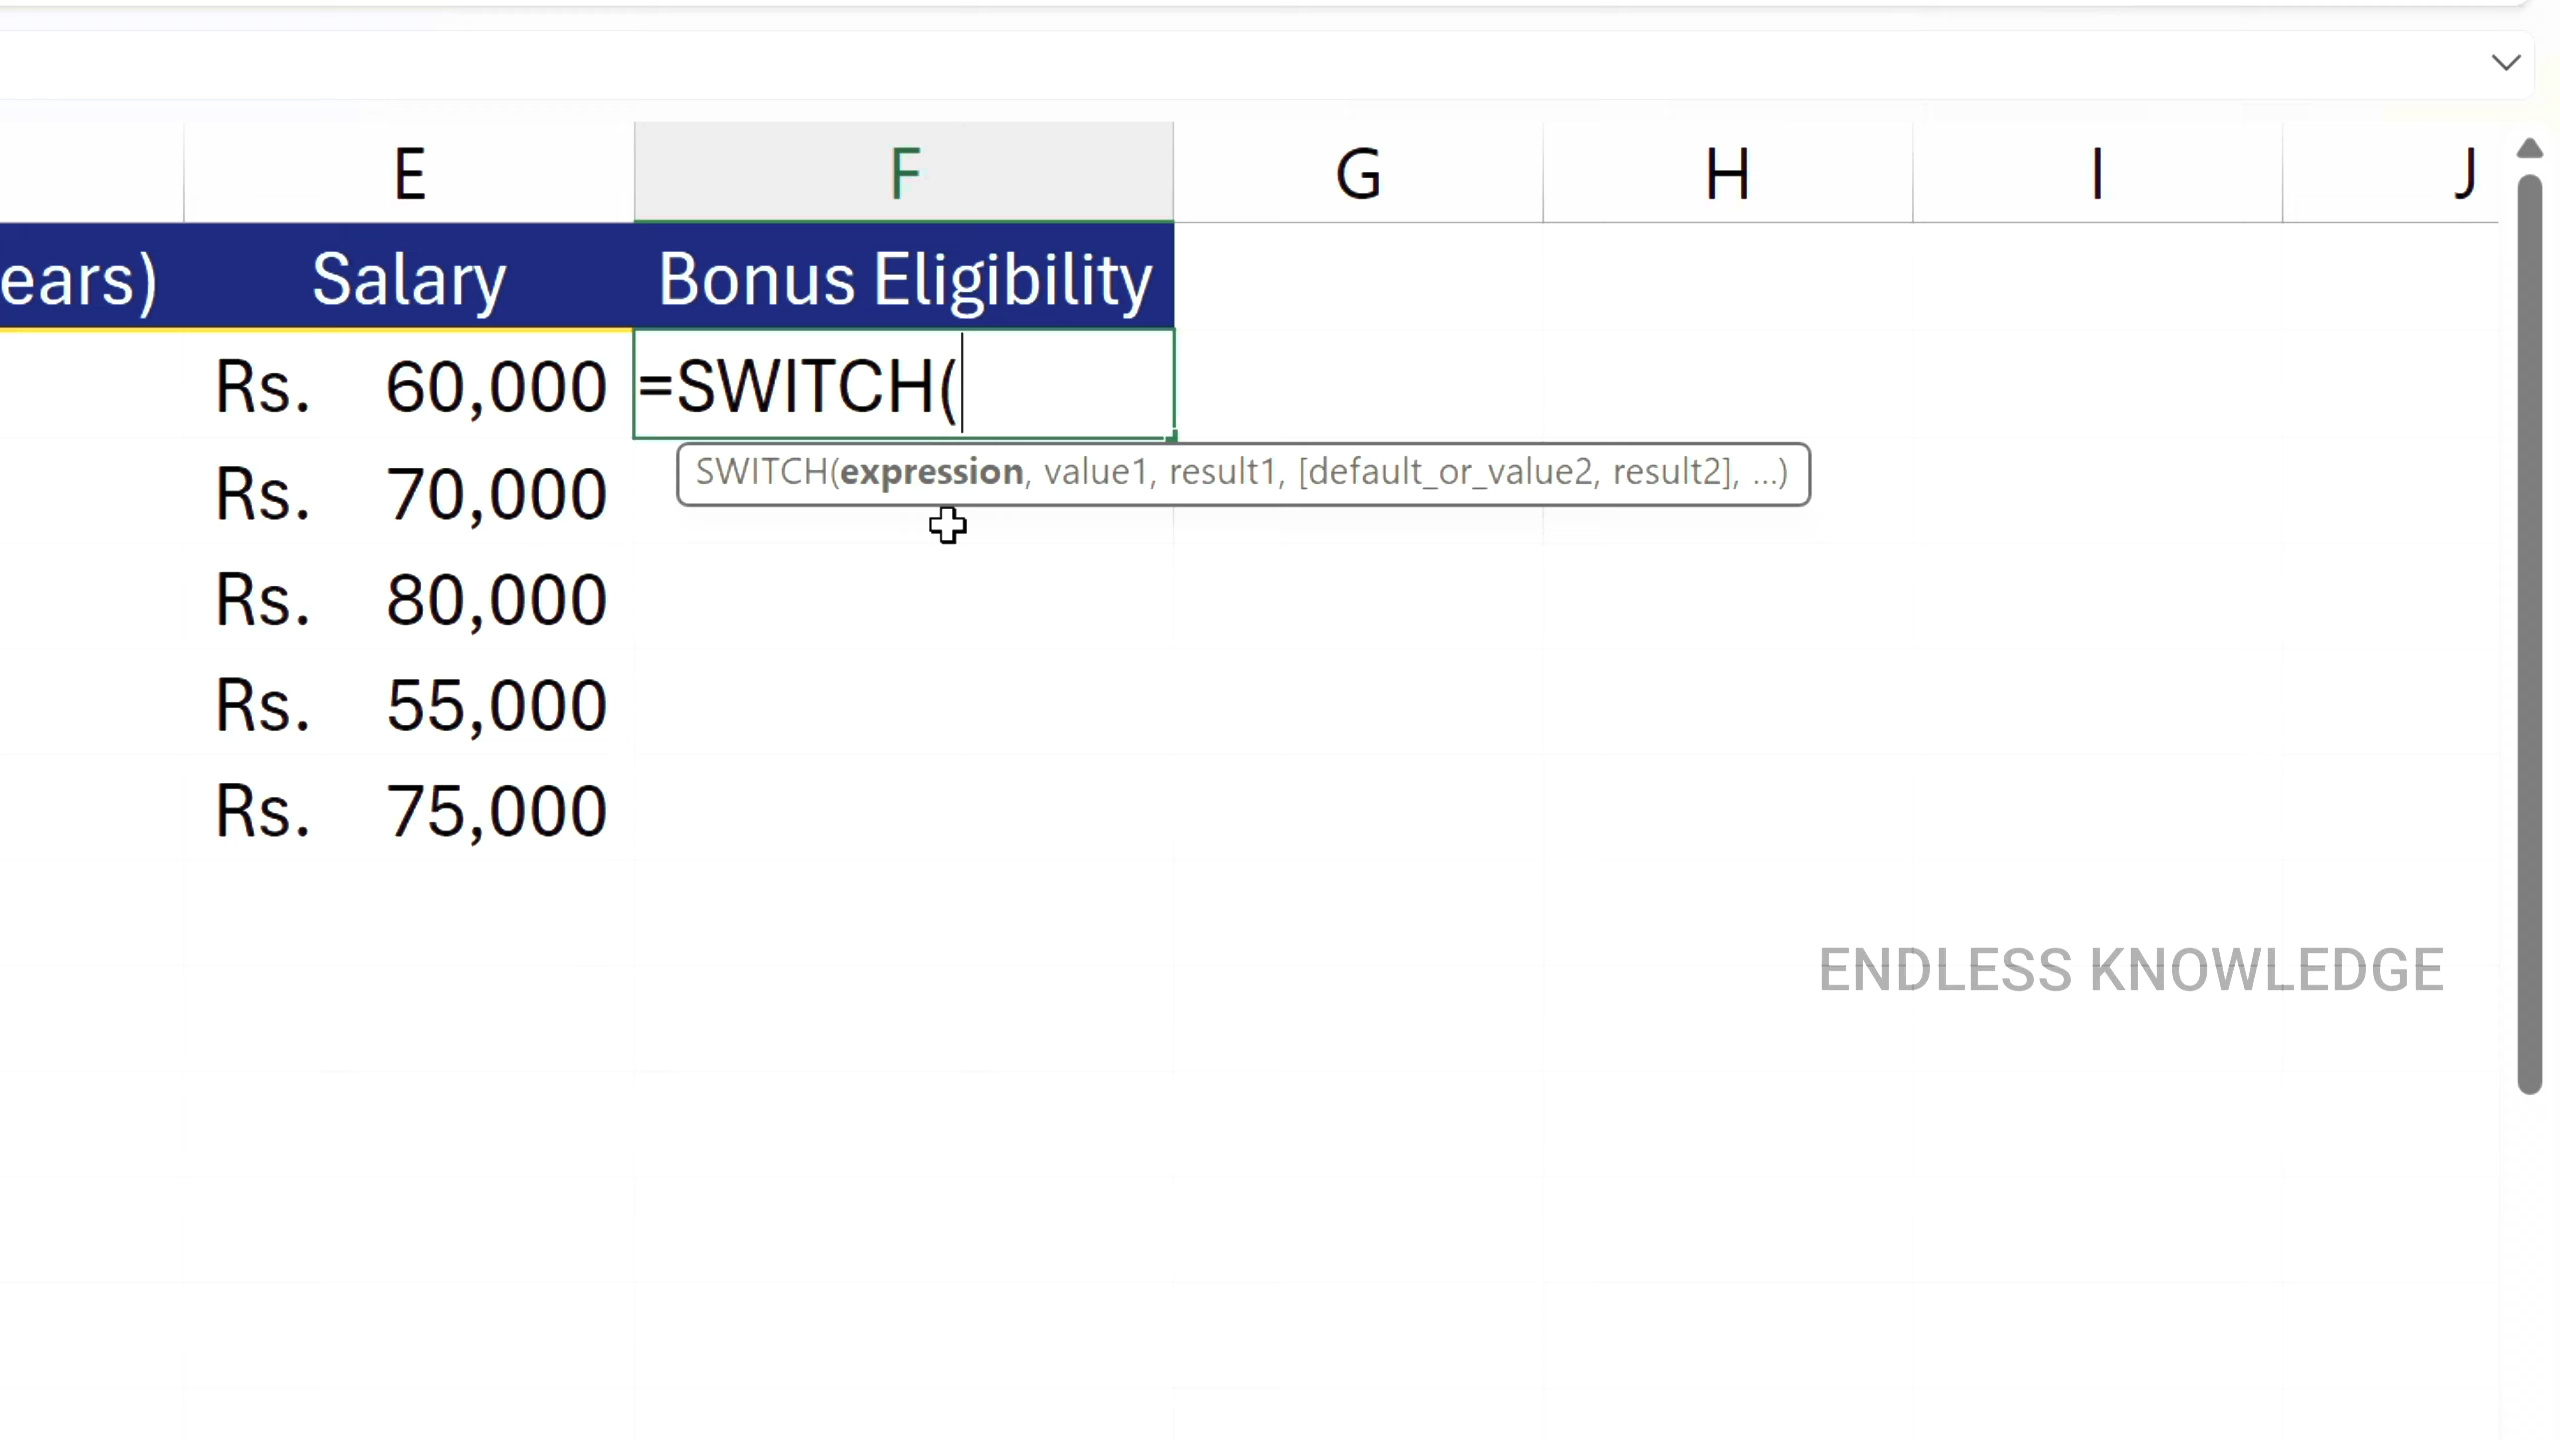 E F G H I J
ears) Salary Bonus Eligibility
Rs. 60,000 =SWITCH(
SWITCH(expression, value1, result1, [default_or_value2, result2], ...)
Rs. 70,000
Rs. 80,000
Rs. 55,000
Rs. 75,000
ENDLESS KNOWLEDGE